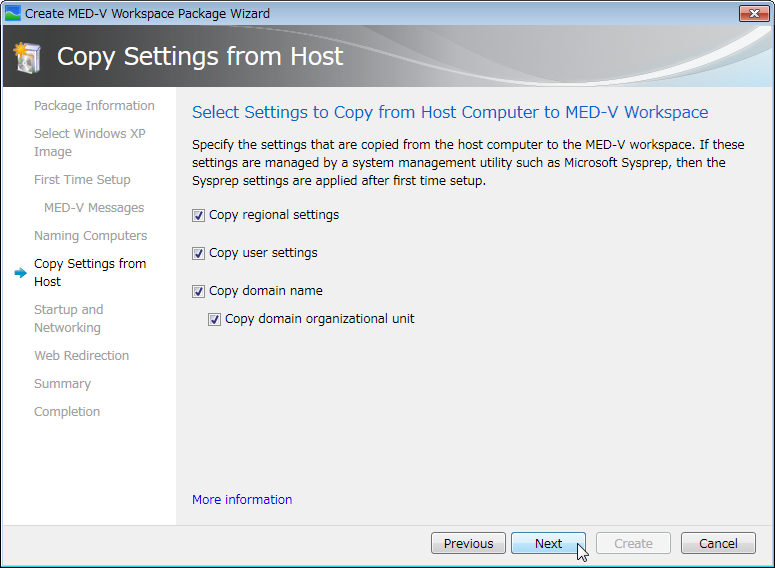 Create MED-V Workspace Package Wizard
Copy Settings from Host
Package Information
Select Windows XP
Image
First Time Setup
MED-V Messages
Naming Computers
Copy Settings from
Host
Startup and
Networking
Web Redirection
Summary
Completion
Select Settings to Copy from Host Computer to MED-V Workspace
Specify the settings that are copied from the host computer to the MED-V workspace. If these
settings are managed by a system management utility such as Microsoft Sysprep, then the
Sysprep settings are applied after first time setup.
Copy regional settings
Copy user settings
Copy domain name
Copy domain organizational unit
More information
Previous
Next
Create
Cancel